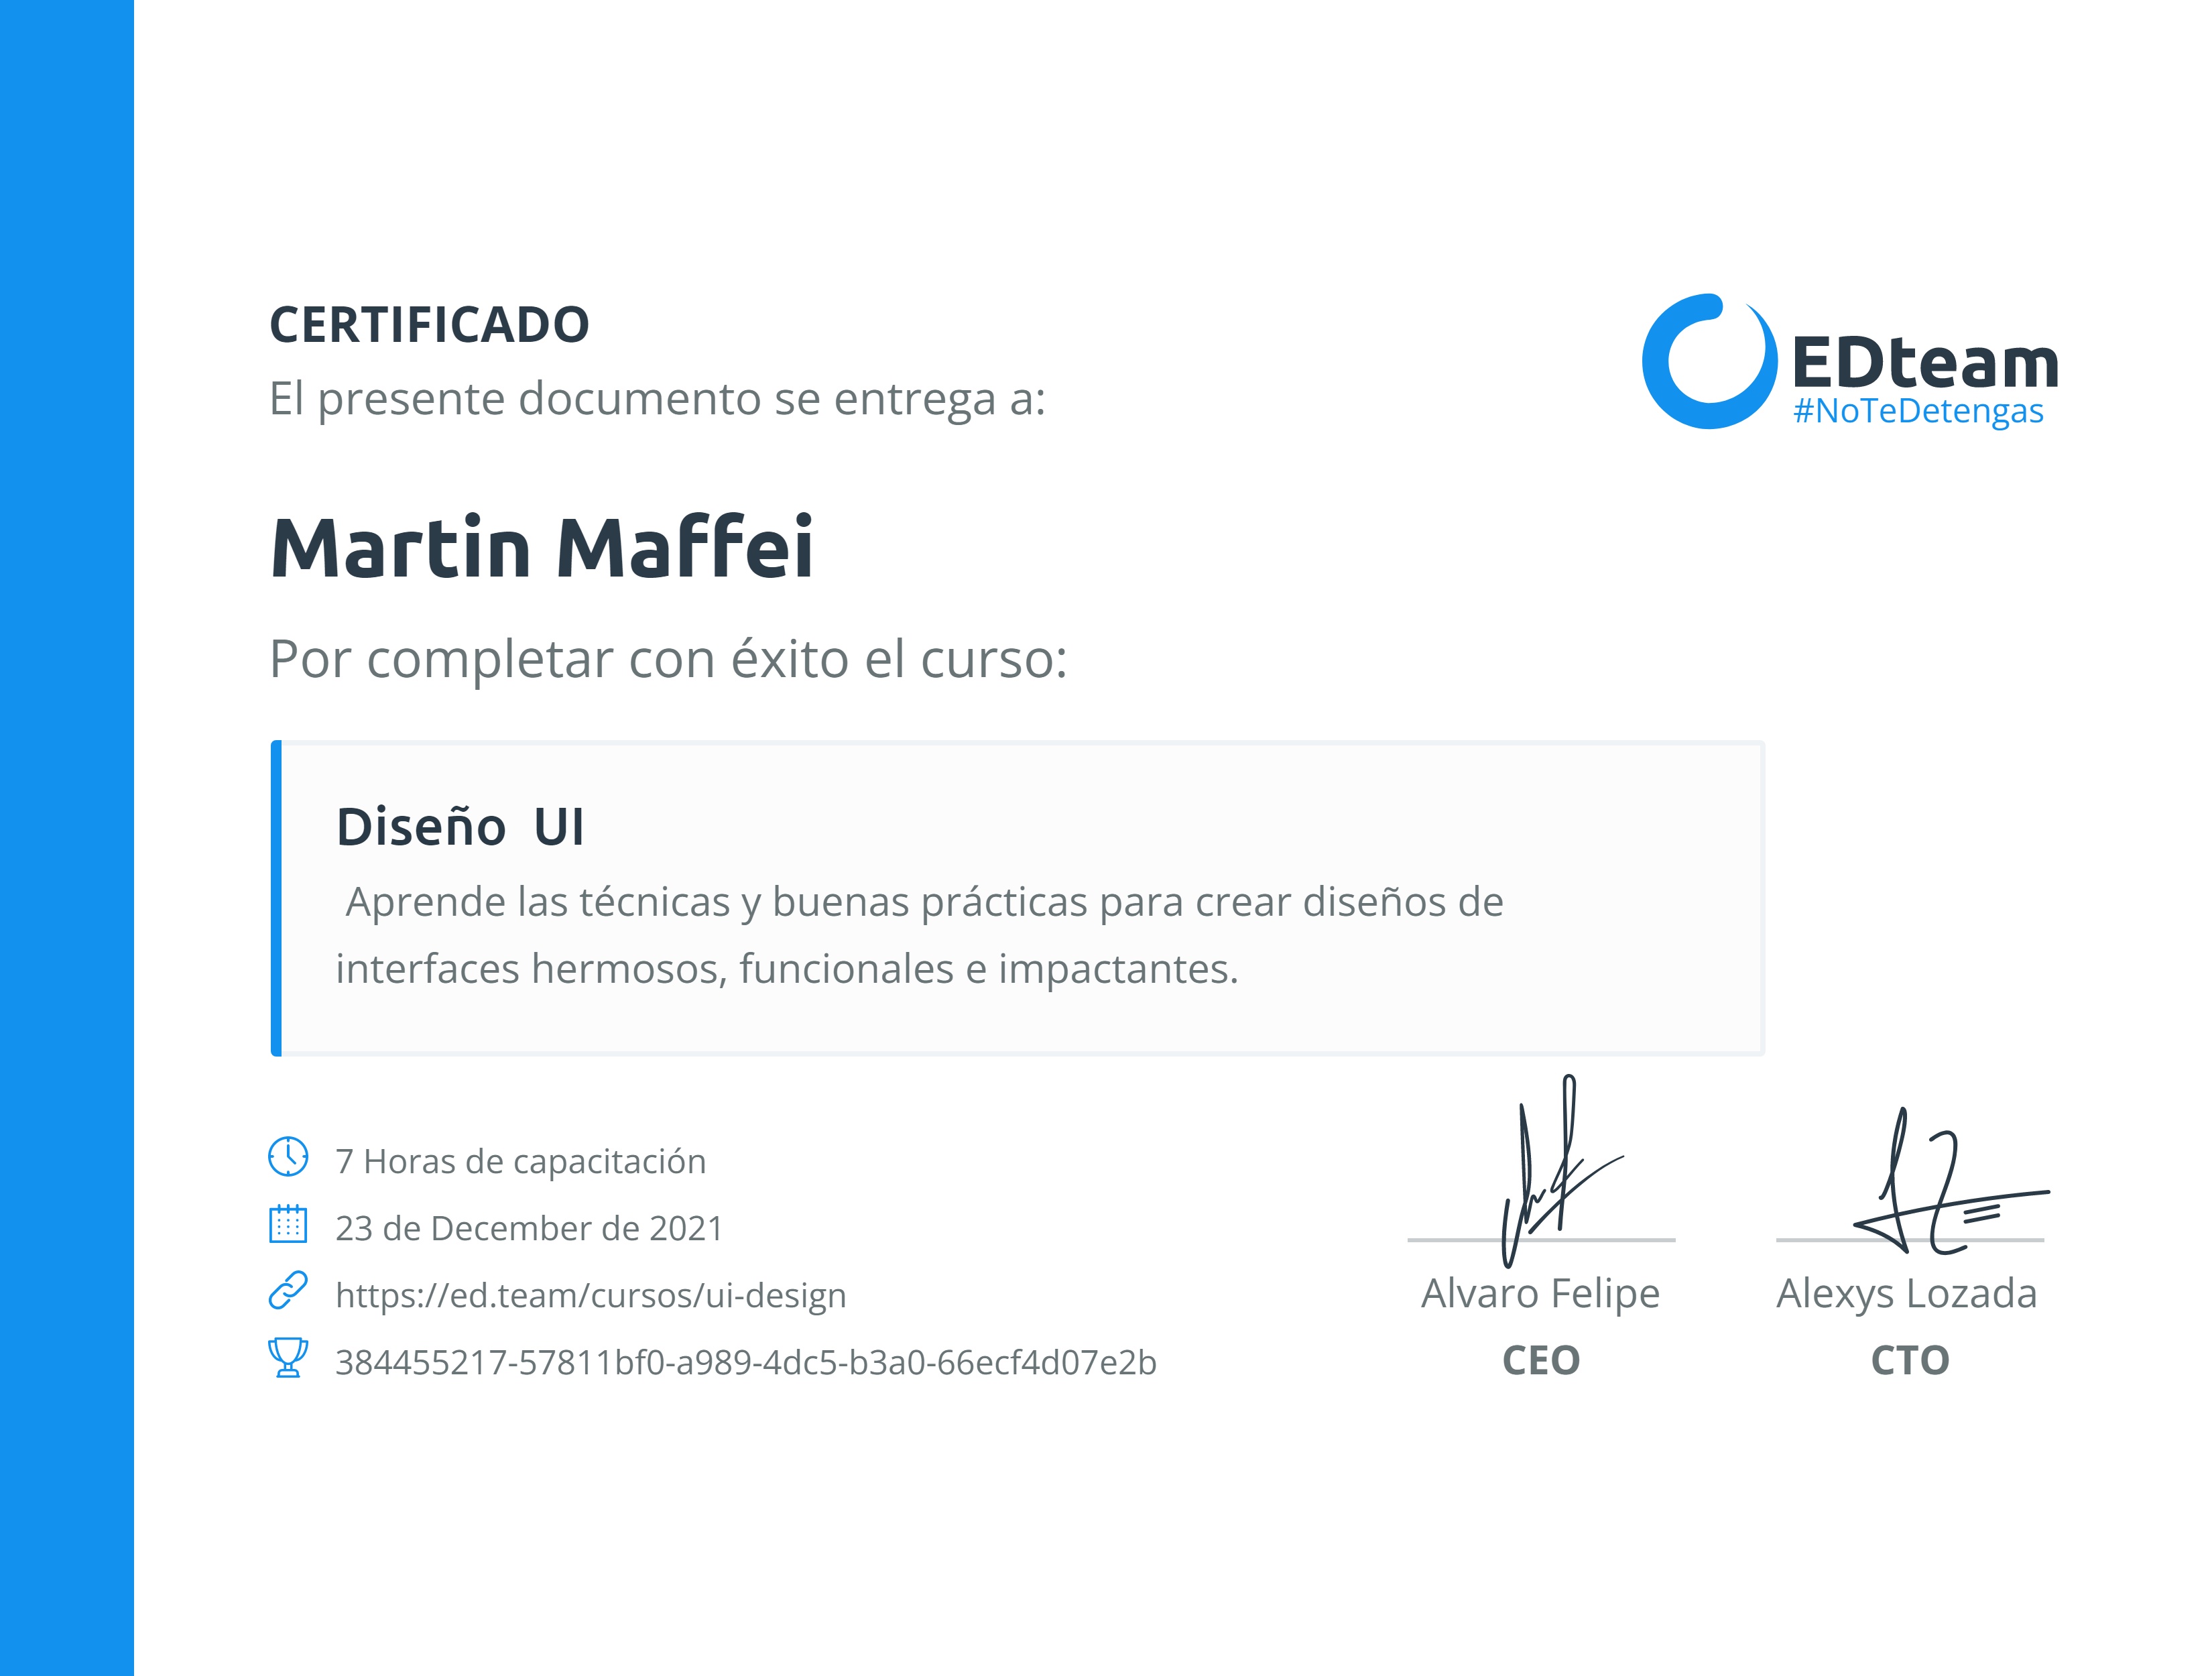 CERTIFICADO
El presente documento se entrega a:
EDteam
#NoTeDetengas
Martin Maffei
Por completar con éxito el curso:
Diseño UI
Aprende las técnicas y buenas prácticas para crear diseños de
interfaces hermosos, funcionales e impactantes.
7 Horas de capacitación
23 de December de 2021
https://ed.team/cursos/ui-design
384455217-57811bf0-a989-4dc5-b3a0-66ecf4d07e2b
Alvaro Felipe
CEO
Alexys Lozada
CTO